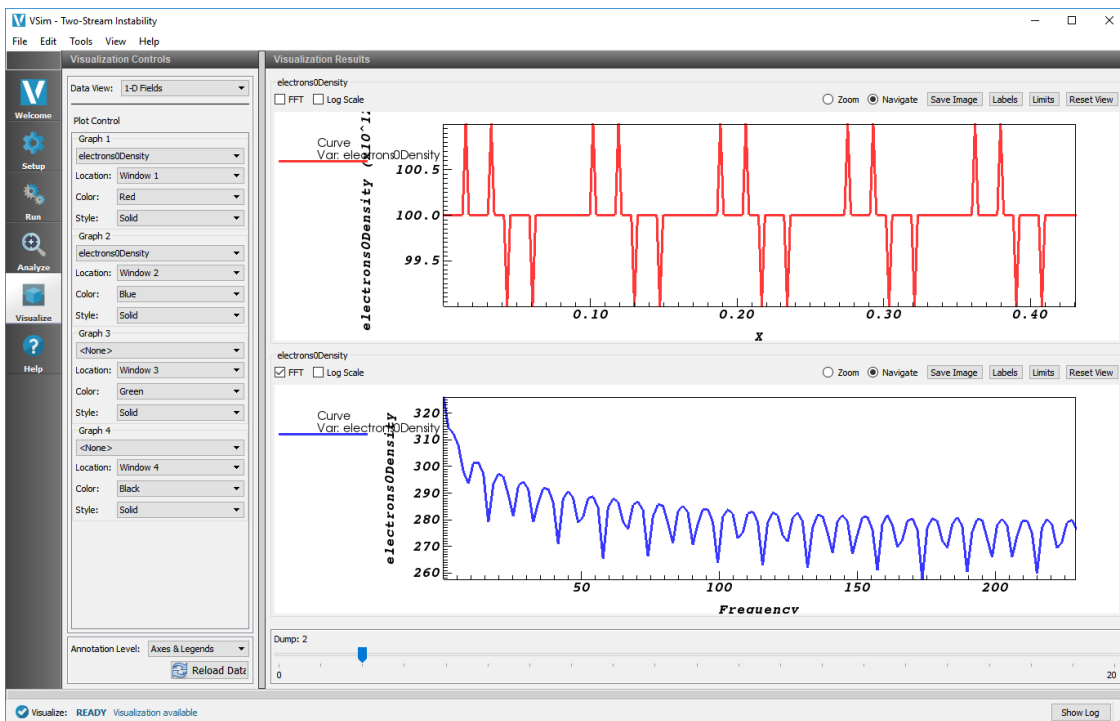 VSim - Two-Stream Instability
File Edit Tools View Help
Visualization Controls
Visualization Results
Welcome
Setup
Run
Analyze
Visualize
Help
Data View: 1-D Fields
Plot Control
Graph 1
electrons0Density
Location: Window 1
Color: Red
Style: Solid
Graph 2
electrons0Density
Location: Window 2
Color: Blue
Style: Solid
Graph 3
<None>
Location: Window 3
Color: Green
Style: Solid
Graph 4
<None>
Location: Window 4
Color: Black
Style: Solid
Annotation Level: Axes & Legends
Reload Data
electrons0Density
FFT Log Scale
Zoom Navigate Save Image Labels Limits Reset View
Curve
Var: electrons0Density
electrons0Density (x10^12
100.5
100.0
99.5
0.10 0.20 0.30 0.40
X
electrons0Density
FFT Log Scale
Zoom Navigate Save Image Labels Limits Reset View
Curve
Var: electrons0Density
electrons0Density
320
310
300
290
280
270
260
50 100 150 200
Frequency
Dump: 2
0 20
Visualize: READY Visualization available
Show Log